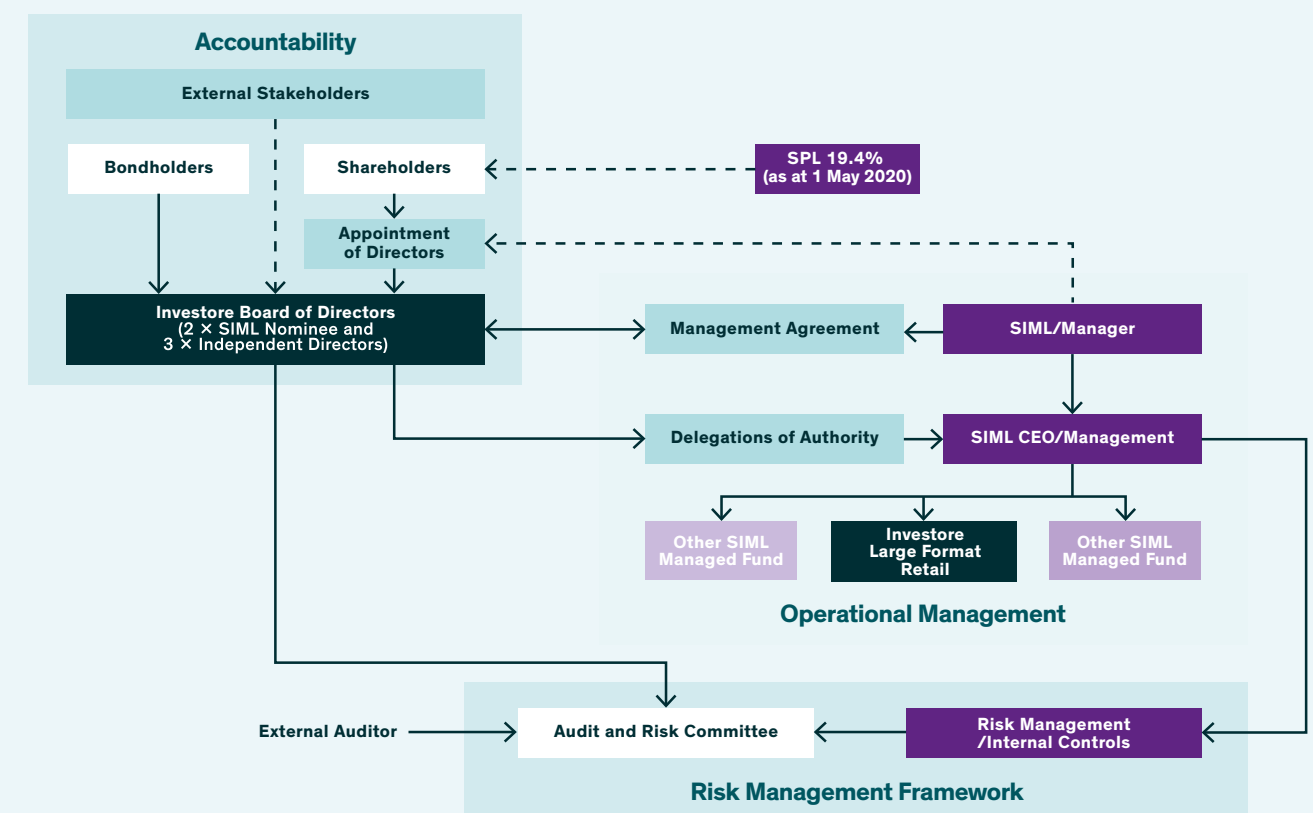 Accountability
External Stakeholders
Bondholders
Shareholders
SPL 19.4%
(as at 1 May 2020)
Appointment
of Directors
Investore Board of Directors
(2 × SIML Nominee and
3 × Independent Directors)
Management Agreement
SIML/Manager
Delegations of Authority
SIML CEO/Management
Other SIML
Managed Fund
Investore
Large Format
Retail
Other SIML
Managed Fund
Operational Management
External Auditor
Audit and Risk Committee
Risk Management
/Internal Controls
Risk Management Framework